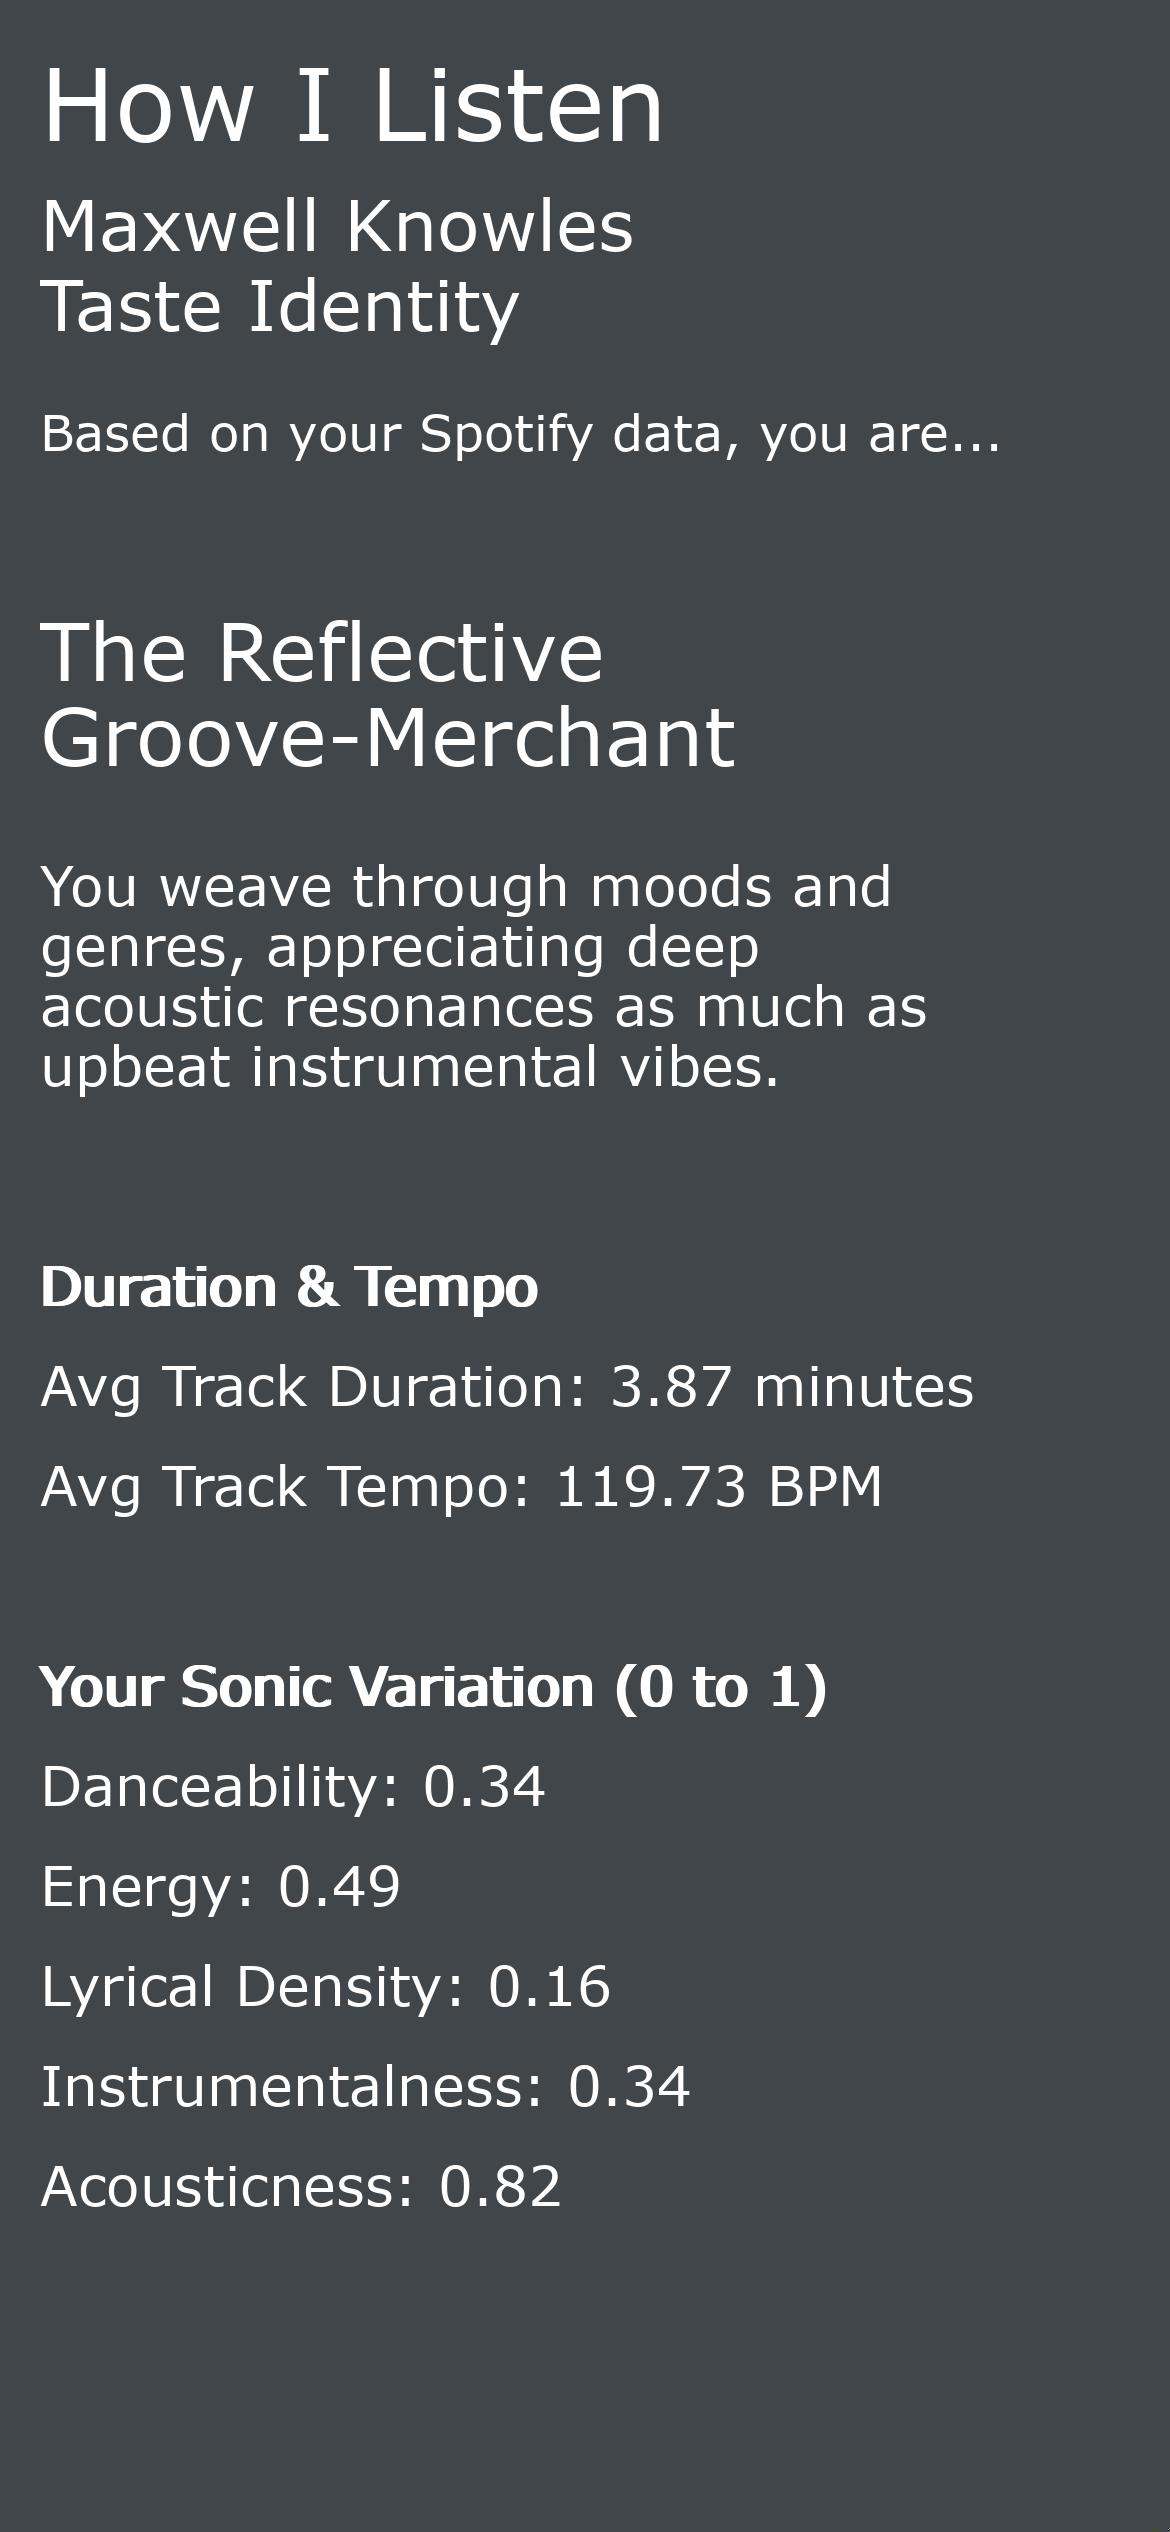 How I Listen
Maxwell Knowles
Taste Identity
Based on your Spotify data, you are...
The Reflective
Groove-Merchant
You weave through moods and
genres, appreciating deep
acoustic resonances as much as
upbeat instrumental vibes.
Duration & Tempo
Avg Track Duration: 3.87 minutes
Avg Track Tempo: 119.73 BPM
Your Sonic Variation (0 to 1)
Danceability: 0.34
Energy: 0.49
Lyrical Density: 0.16
Instrumentalness: 0.34
Acousticness: 0.82